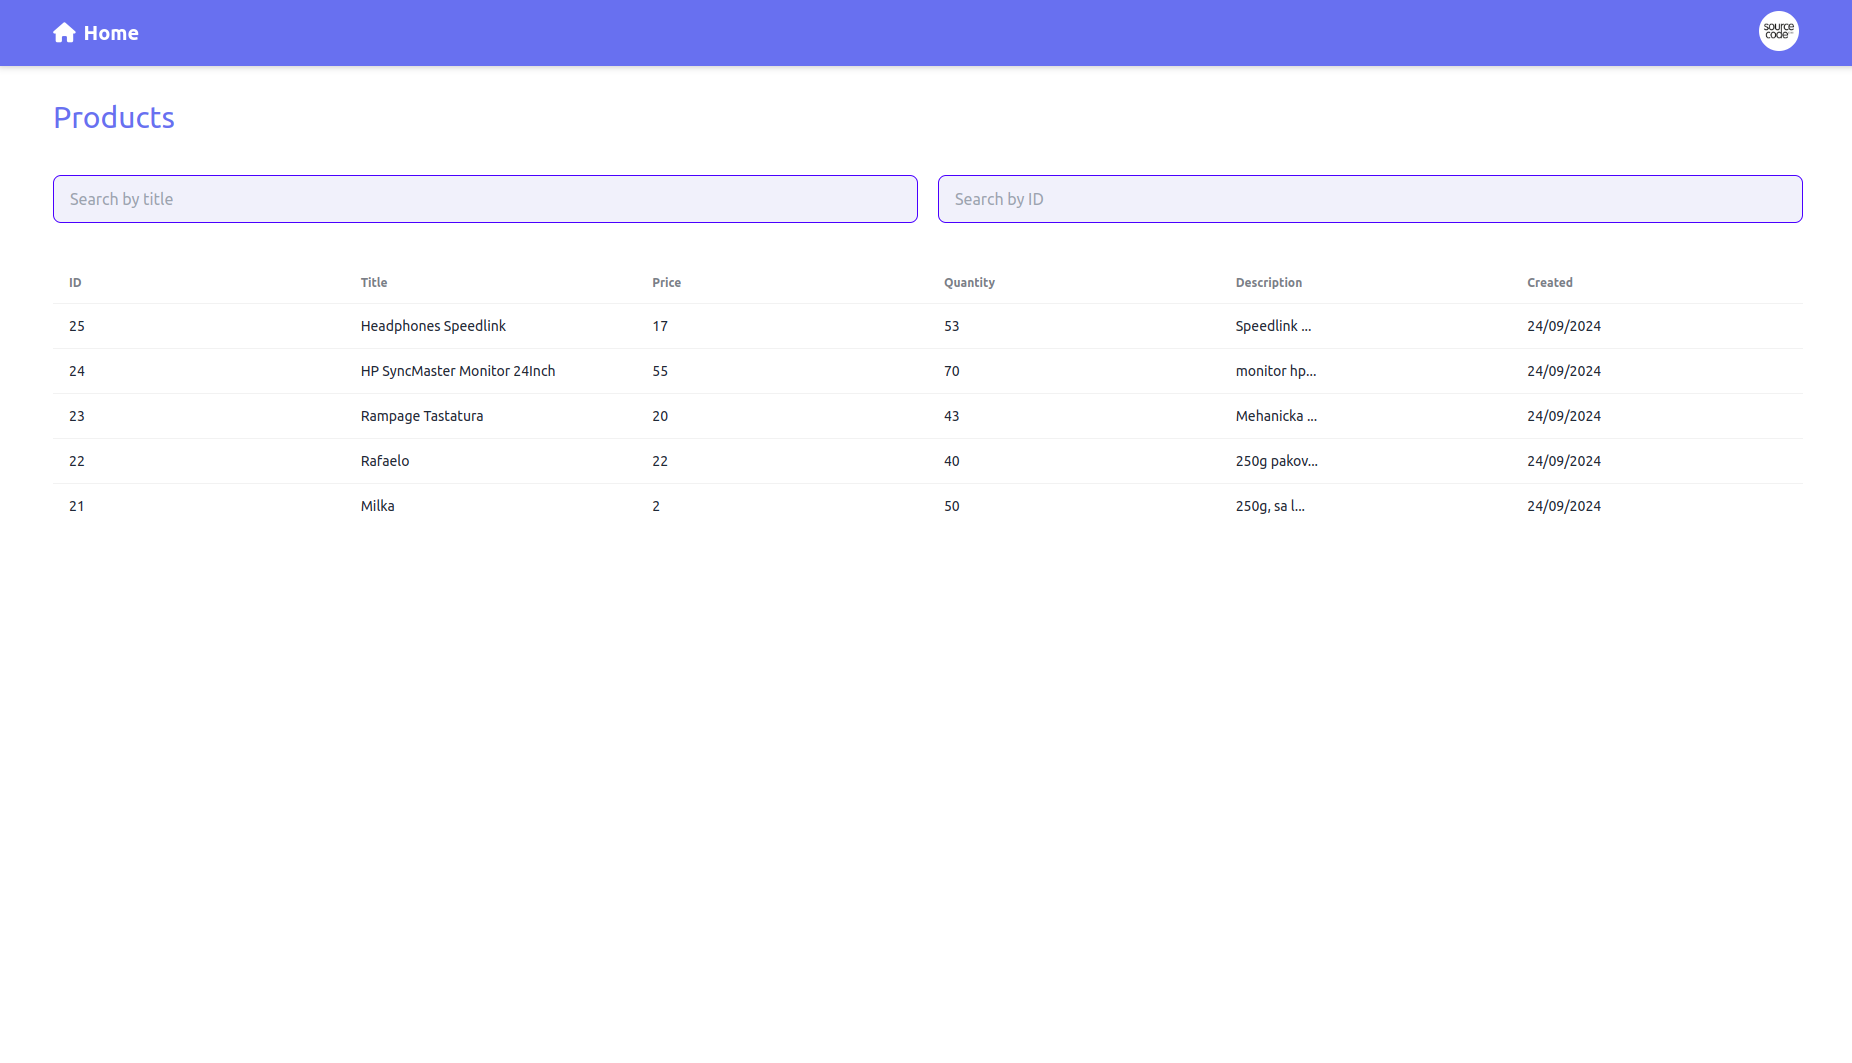 Home
source
code
Products
Search by title
Search by ID
ID Title Price Quantity Description Created
25 Headphones Speedlink 17 53 Speedlink ... 24/09/2024
24 HP SyncMaster Monitor 24Inch 55 70 monitor hp... 24/09/2024
23 Rampage Tastatura 20 43 Mehanicka ... 24/09/2024
22 Rafaelo 22 40 250g pakov... 24/09/2024
21 Milka 2 50 250g, sa l... 24/09/2024